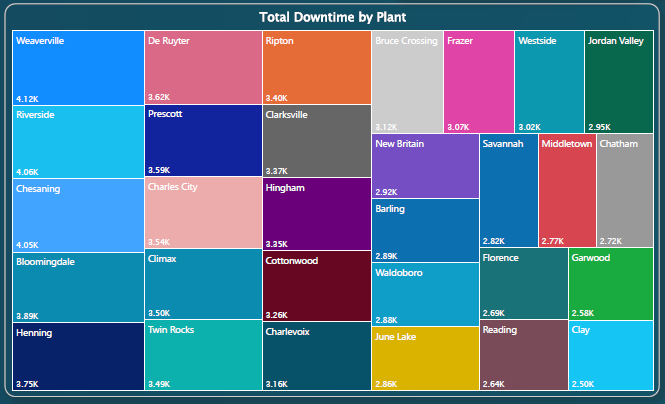 Total Downtime by Plant
Weaverville
4.12K
Riverside
4.06K
Chesaning
4.05K
Bloomingdale
3.89K
Henning
3.75K
De Ruyter
3.62K
Prescott
3.59K
Charles City
3.54K
Climax
3.50K
Twin Rocks
3.49K
Ripton
3.40K
Clarksville
3.37K
Hingham
3.35K
Cottonwood
3.26K
Charlevoix
3.16K
Bruce Crossing
3.12K
Frazer
3.07K
Westside
3.02K
Jordan Valley
2.95K
New Britain
2.92K
Barling
2.89K
Waldoboro
2.88K
June Lake
2.86K
Savannah
2.82K
Middletown
2.77K
Chatham
2.72K
Florence
2.69K
Reading
2.64K
Garwood
2.58K
Clay
2.50K